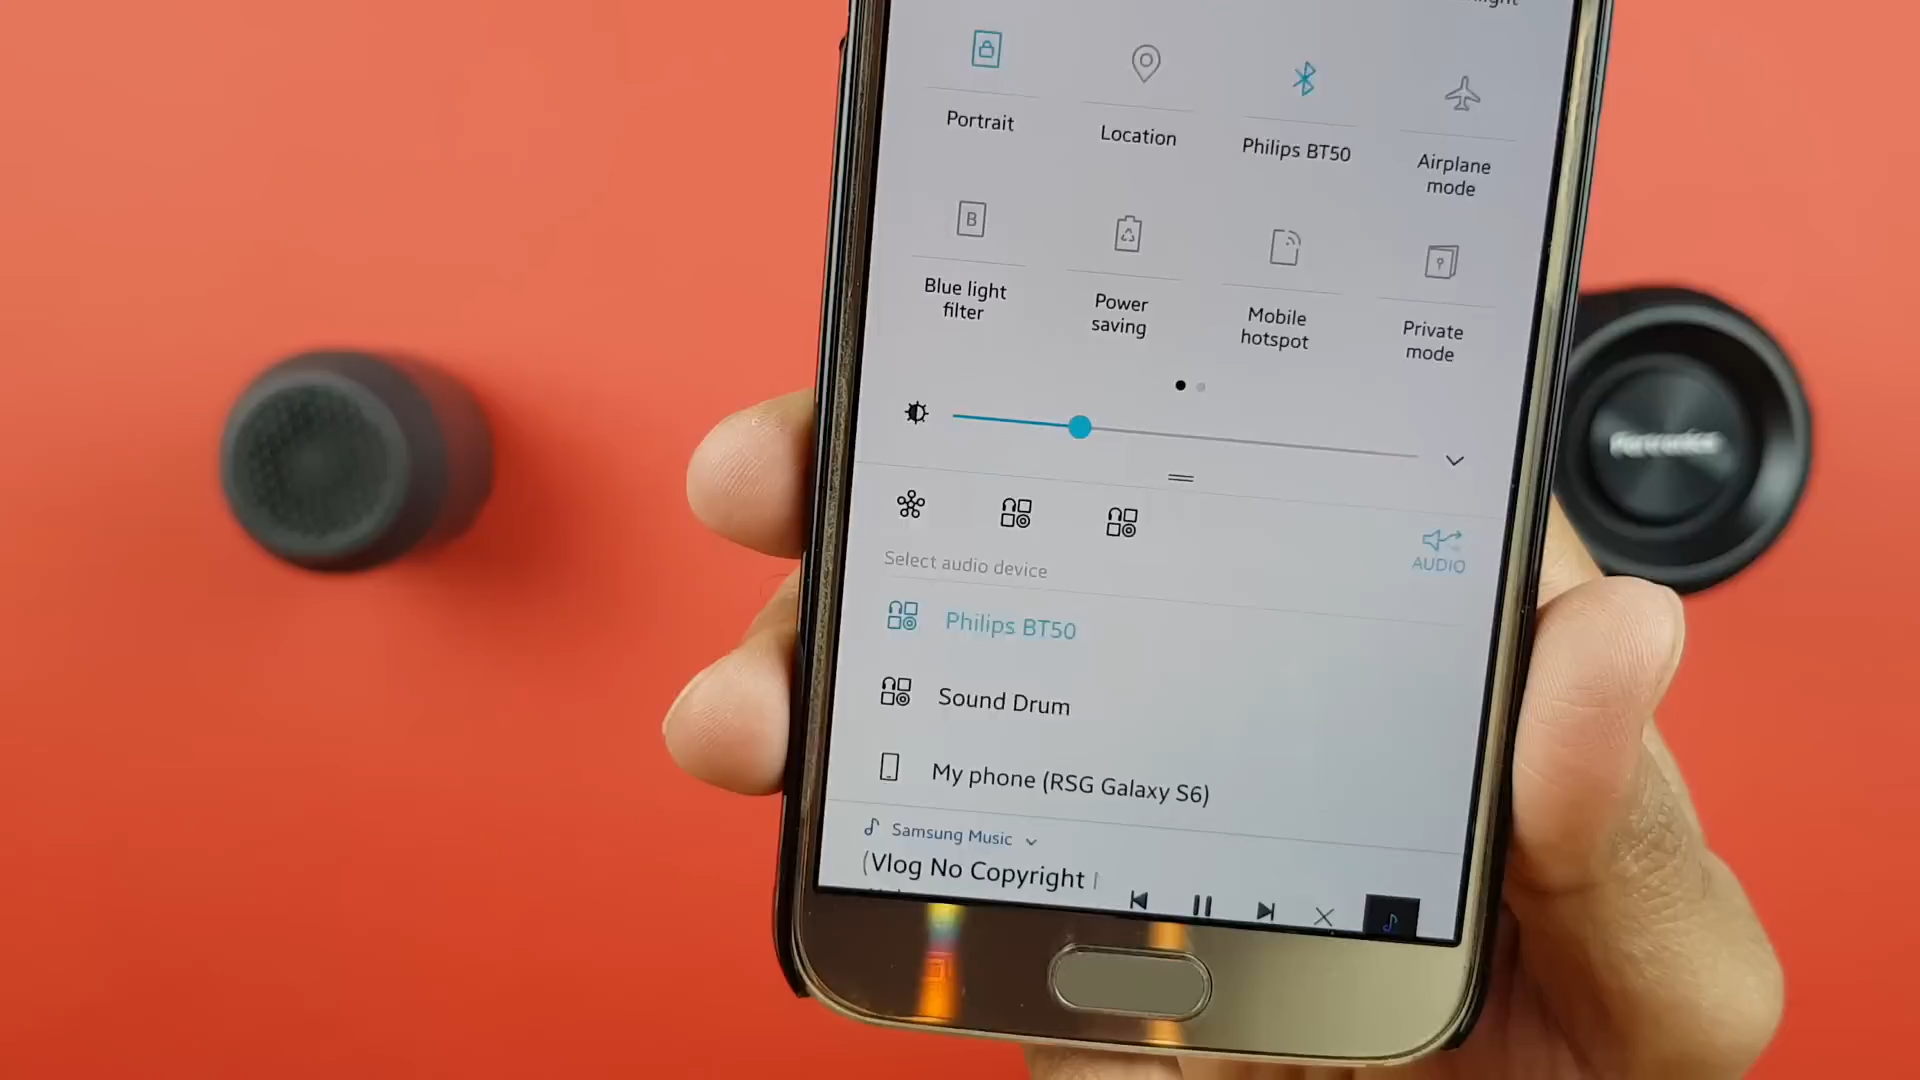 Portrait
Location
Philips BT50
Airplane
mode
B
Blue light
filter
Power
saving
Mobile
hotspot
Private
mode
AUDIO
Select audio device
Philips BT50
Sound Drum
My phone (RSG Galaxy S6)
Samsung Music
(Vlog No Copyright
Portronics